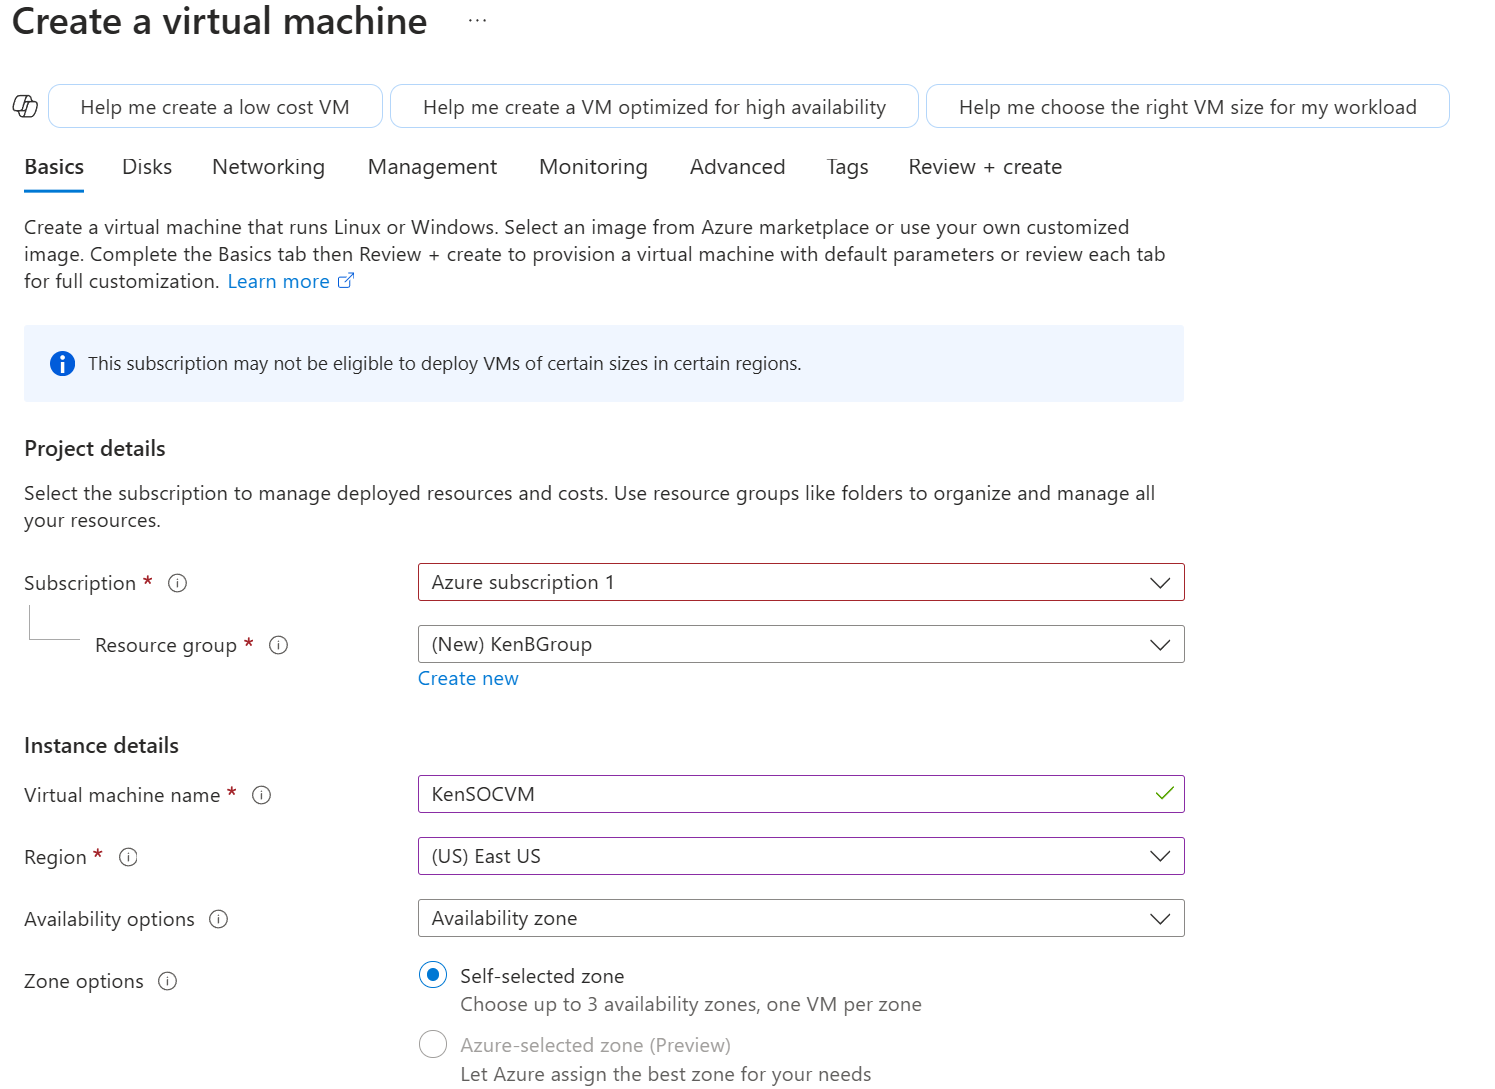 Create a virtual machine ...
Help me create a low cost VM
Help me create a VM optimized for high availability
Help me choose the right VM size for my workload
Basics
Disks
Networking
Management
Monitoring
Advanced
Tags
Review + create
Create a virtual machine that runs Linux or Windows. Select an image from Azure marketplace or use your own customized
image. Complete the Basics tab then Review + create to provision a virtual machine with default parameters or review each tab
for full customization. Learn more
This subscription may not be eligible to deploy VMs of certain sizes in certain regions.
Project details
Select the subscription to manage deployed resources and costs. Use resource groups like folders to organize and manage all
your resources.
Subscription *
Azure subscription 1
Resource group *
(New) KenBGroup
Create new
Instance details
Virtual machine name *
KenSOCVM
Region *
(US) East US
Availability options
Availability zone
Zone options
Self-selected zone
Choose up to 3 availability zones, one VM per zone
Azure-selected zone (Preview)
Let Azure assign the best zone for your needs